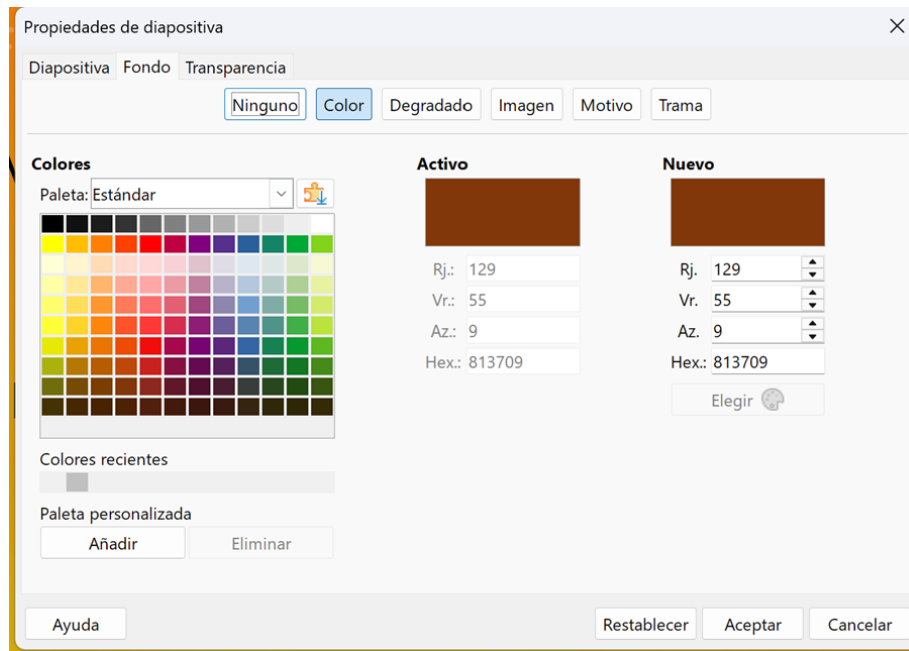 Propiedades de diapositiva
Diapositiva Fondo Transparencia
Ninguno Color Degradado Imagen Motivo Trama
Colores Activo Nuevo
Paleta: Estándar
Rj.: 129 Rj. 129
Vr.: 55 Vr. 55
Az.: 9 Az. 9
Hex.: 813709 Hex.: 813709
Elegir
Colores recientes
Paleta personalizada
Añadir Eliminar
Ayuda Restablecer Aceptar Cancelar